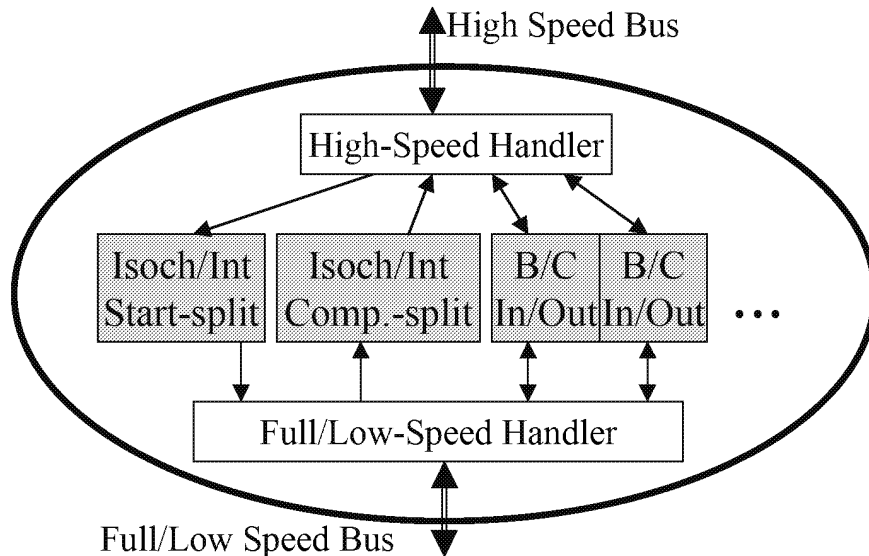 High Speed Bus
High-Speed Handler
Isoch/Int
Start-split
Isoch/Int
Comp.-split
B/C
In/Out
B/C
In/Out
...
Full/Low-Speed Handler
Full/Low Speed Bus